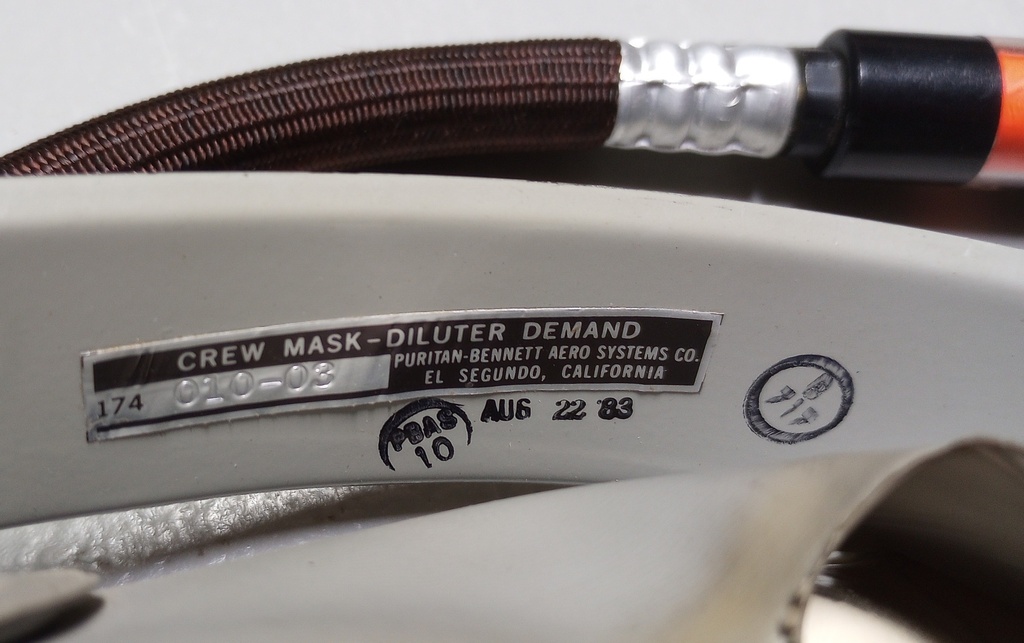 CREW MASK-DILUTER DEMAND
174 010-03
PURITAN-BENNETT AERO SYSTEMS CO.
EL SEGUNDO, CALIFORNIA
PBAS
10
AUG 22 83